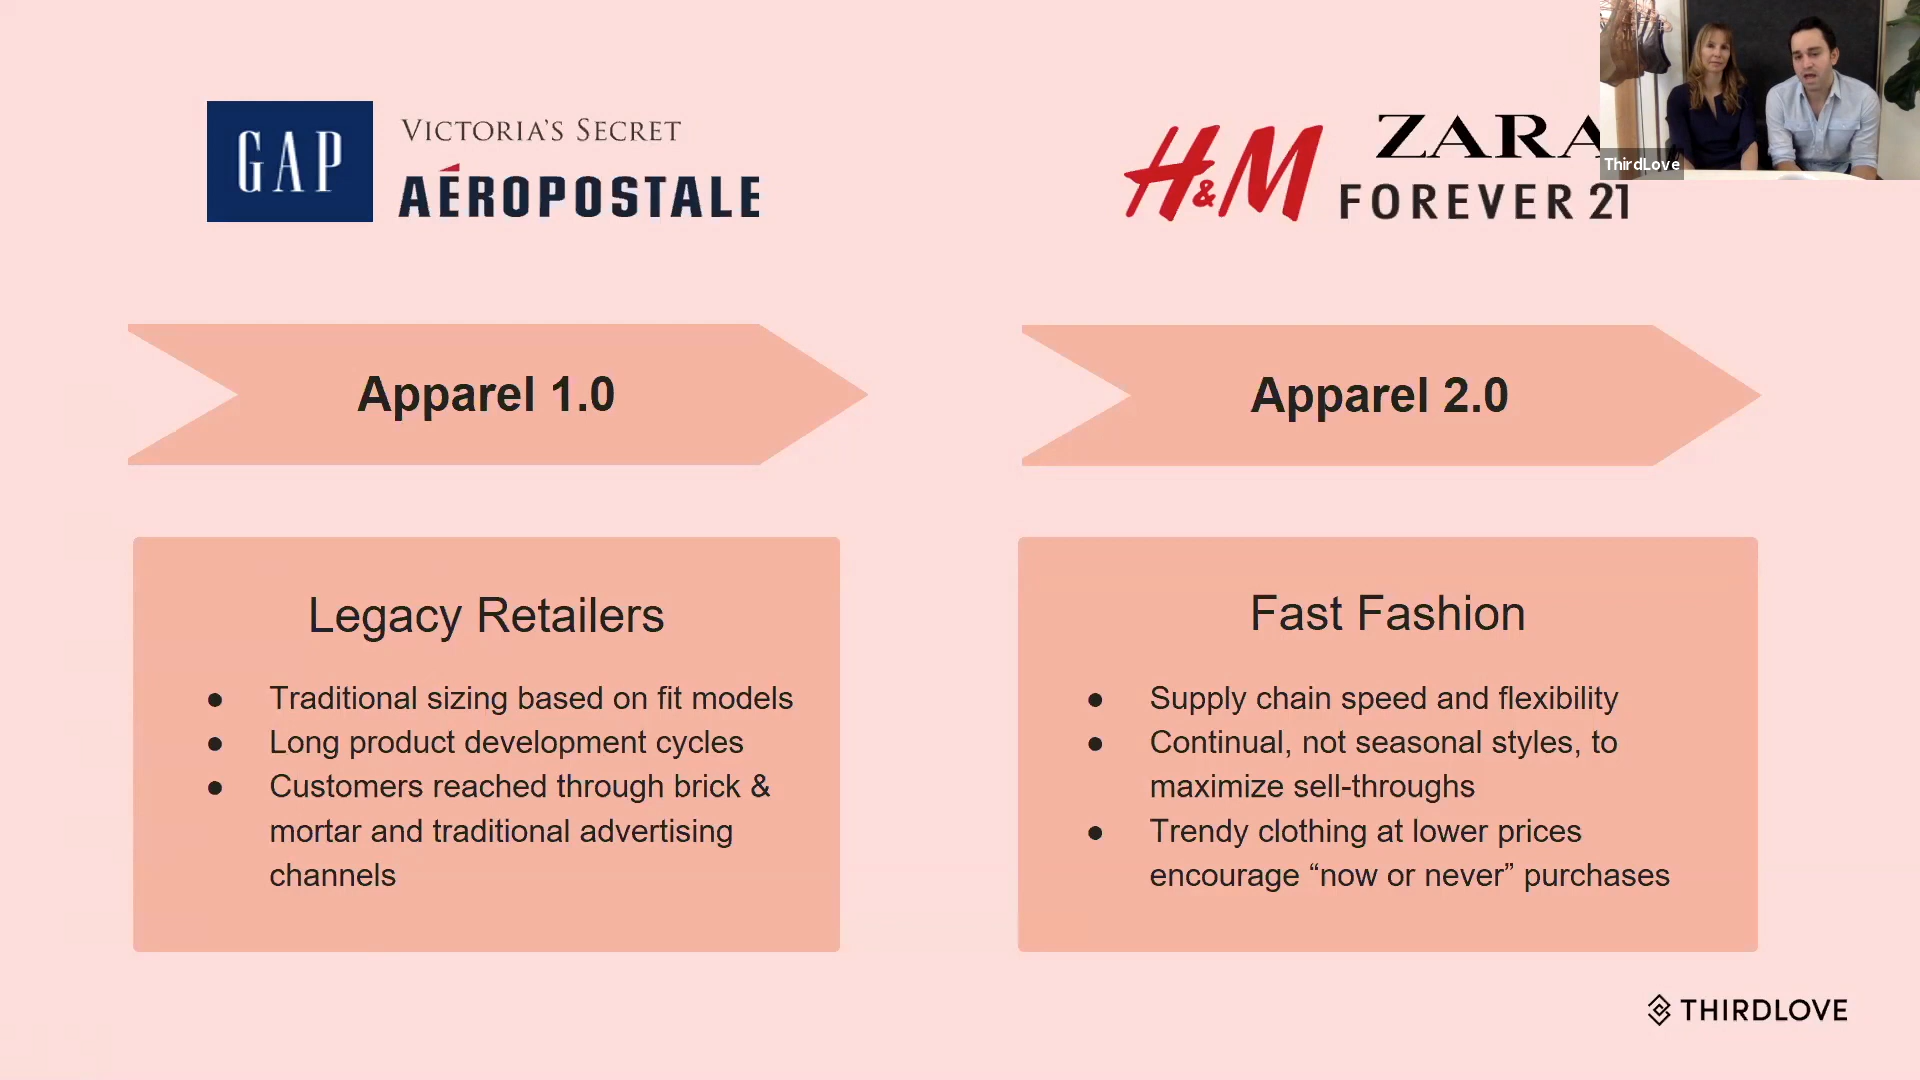 GAP
VICTORIA'S SECRET
AÉROPOSTALE
H&M
ZARA
FOREVER 21
ThirdLove
Apparel 1.0
Apparel 2.0
Legacy Retailers
● Traditional sizing based on fit models
● Long product development cycles
● Customers reached through brick &
mortar and traditional advertising
channels
Fast Fashion
● Supply chain speed and flexibility
● Continual, not seasonal styles, to
maximize sell-throughs
● Trendy clothing at lower prices
encourage “now or never” purchases
THIRDLOVE